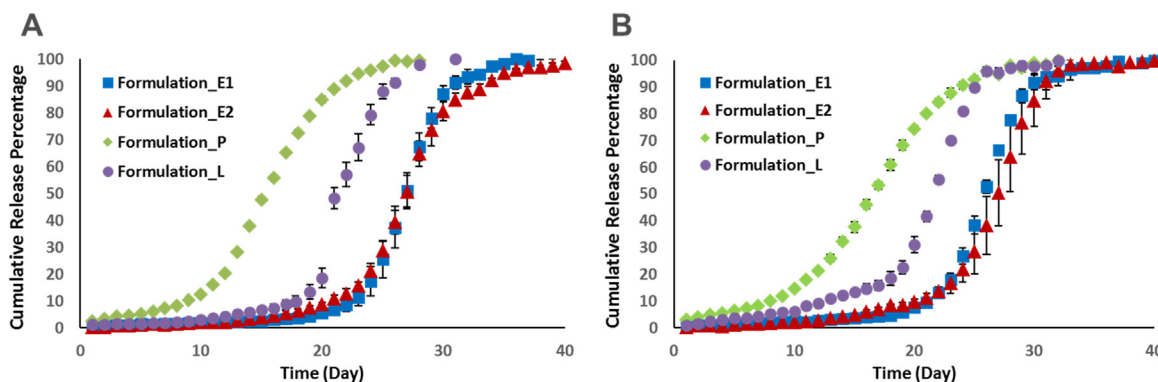 A
Cumulative Release Percentage
100
90
80
70
60
50
40
30
20
10
0
Formulation_E1
Formulation_E2
Formulation_P
Formulation_L
0 10 20 30 40
Time (Day)
B
Cumulative Release Percentage
100
90
80
70
60
50
40
30
20
10
0
Formulation_E1
Formulation_E2
Formulation_P
Formulation_L
0 10 20 30 40
Time (Day)